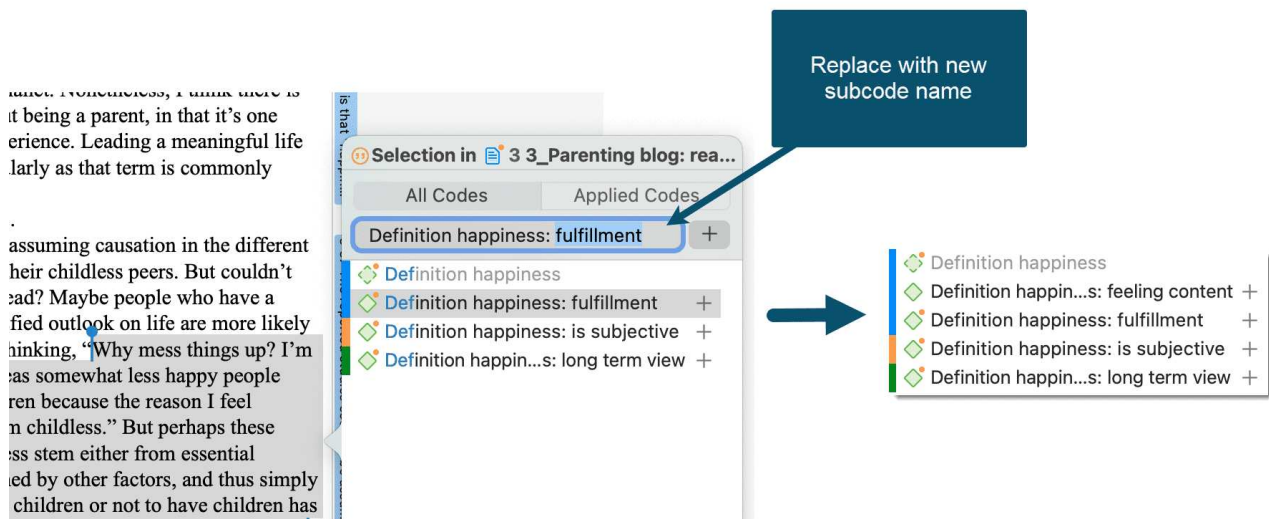 Replace with new
subcode name
it being a parent, in that it's one
erience. Leading a meaningful life
larly as that term is commonly
.
assuming causation in the different
heir childless peers. But couldn't
ead? Maybe people who have a
fied outlook on life are more likely
hinking, “Why mess things up? I'm
eas somewhat less happy people
ren because the reason I feel
n childless.” But perhaps these
ess stem either from essential
ned by other factors, and thus simply
children or not to have children has
is that
Selection in 3 3_Parenting blog: rea...
All Codes Applied Codes
Definition happiness: fulfillment +
Definition happiness
Definition happiness: fulfillment +
Definition happiness: is subjective +
Definition happin...s: long term view +
Definition happiness
Definition happin...s: feeling content +
Definition happiness: fulfillment +
Definition happiness: is subjective +
Definition happin...s: long term view +